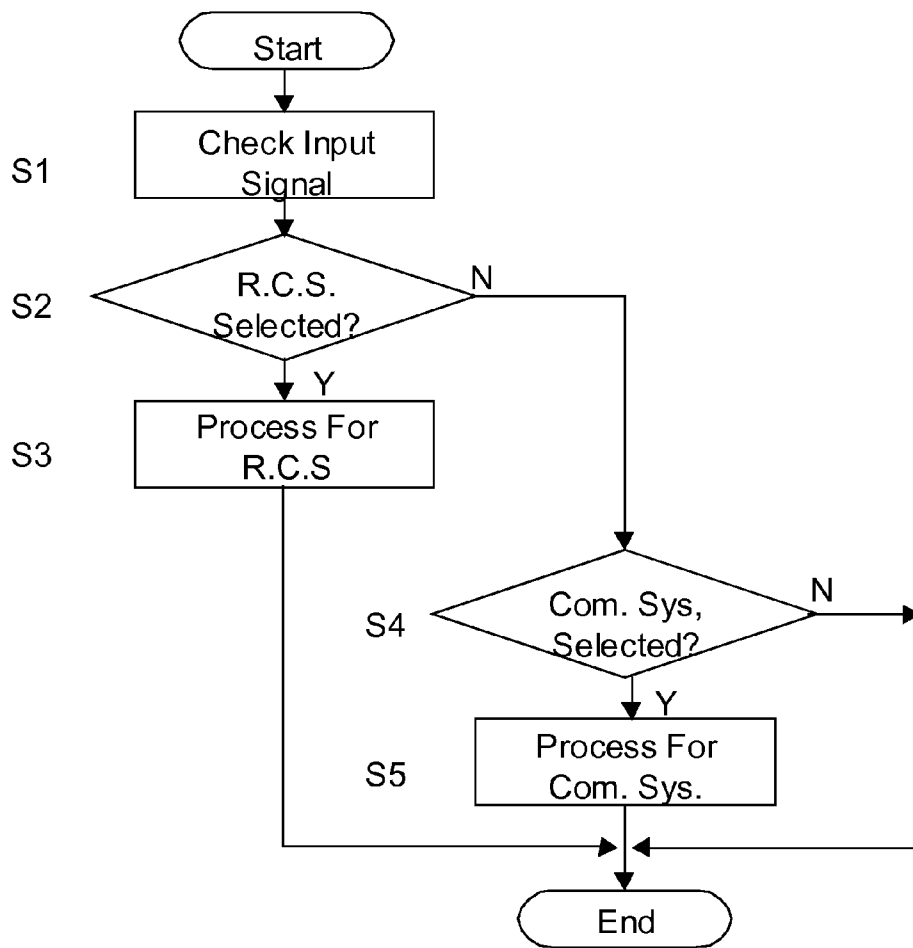 Start
S1
Check Input
Signal
S2
R.C.S.
Selected?
N
Y
S3
Process For
R.C.S
S4
Com. Sys,
Selected?
N
Y
S5
Process For
Com. Sys.
End